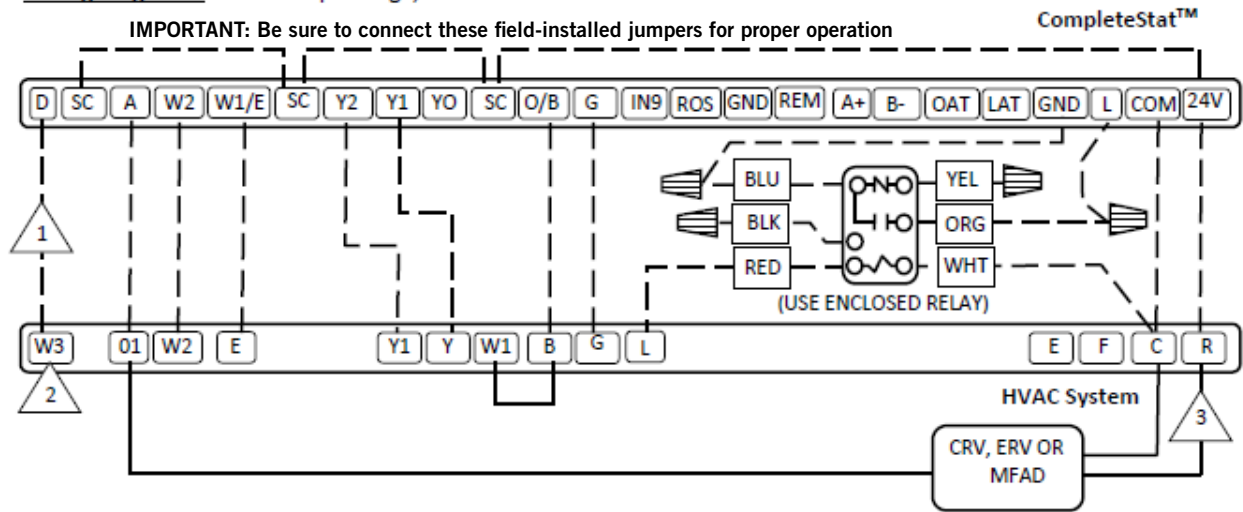 CompleteStat™
IMPORTANT: Be sure to connect these field-installed jumpers for proper operation
D SC A W2 W1/E SC Y2 Y1 YO SC O/B G IN9 ROS GND REM A+ B- OAT LAT GND L COM 24V
BLU YEL
N
1
BLK ORG
RED WHT
(USE ENCLOSED RELAY)
W3 01 W2 E Y1 Y W1 B G L E F C R
2
HVAC System
3
CRV, ERV OR
MFAD